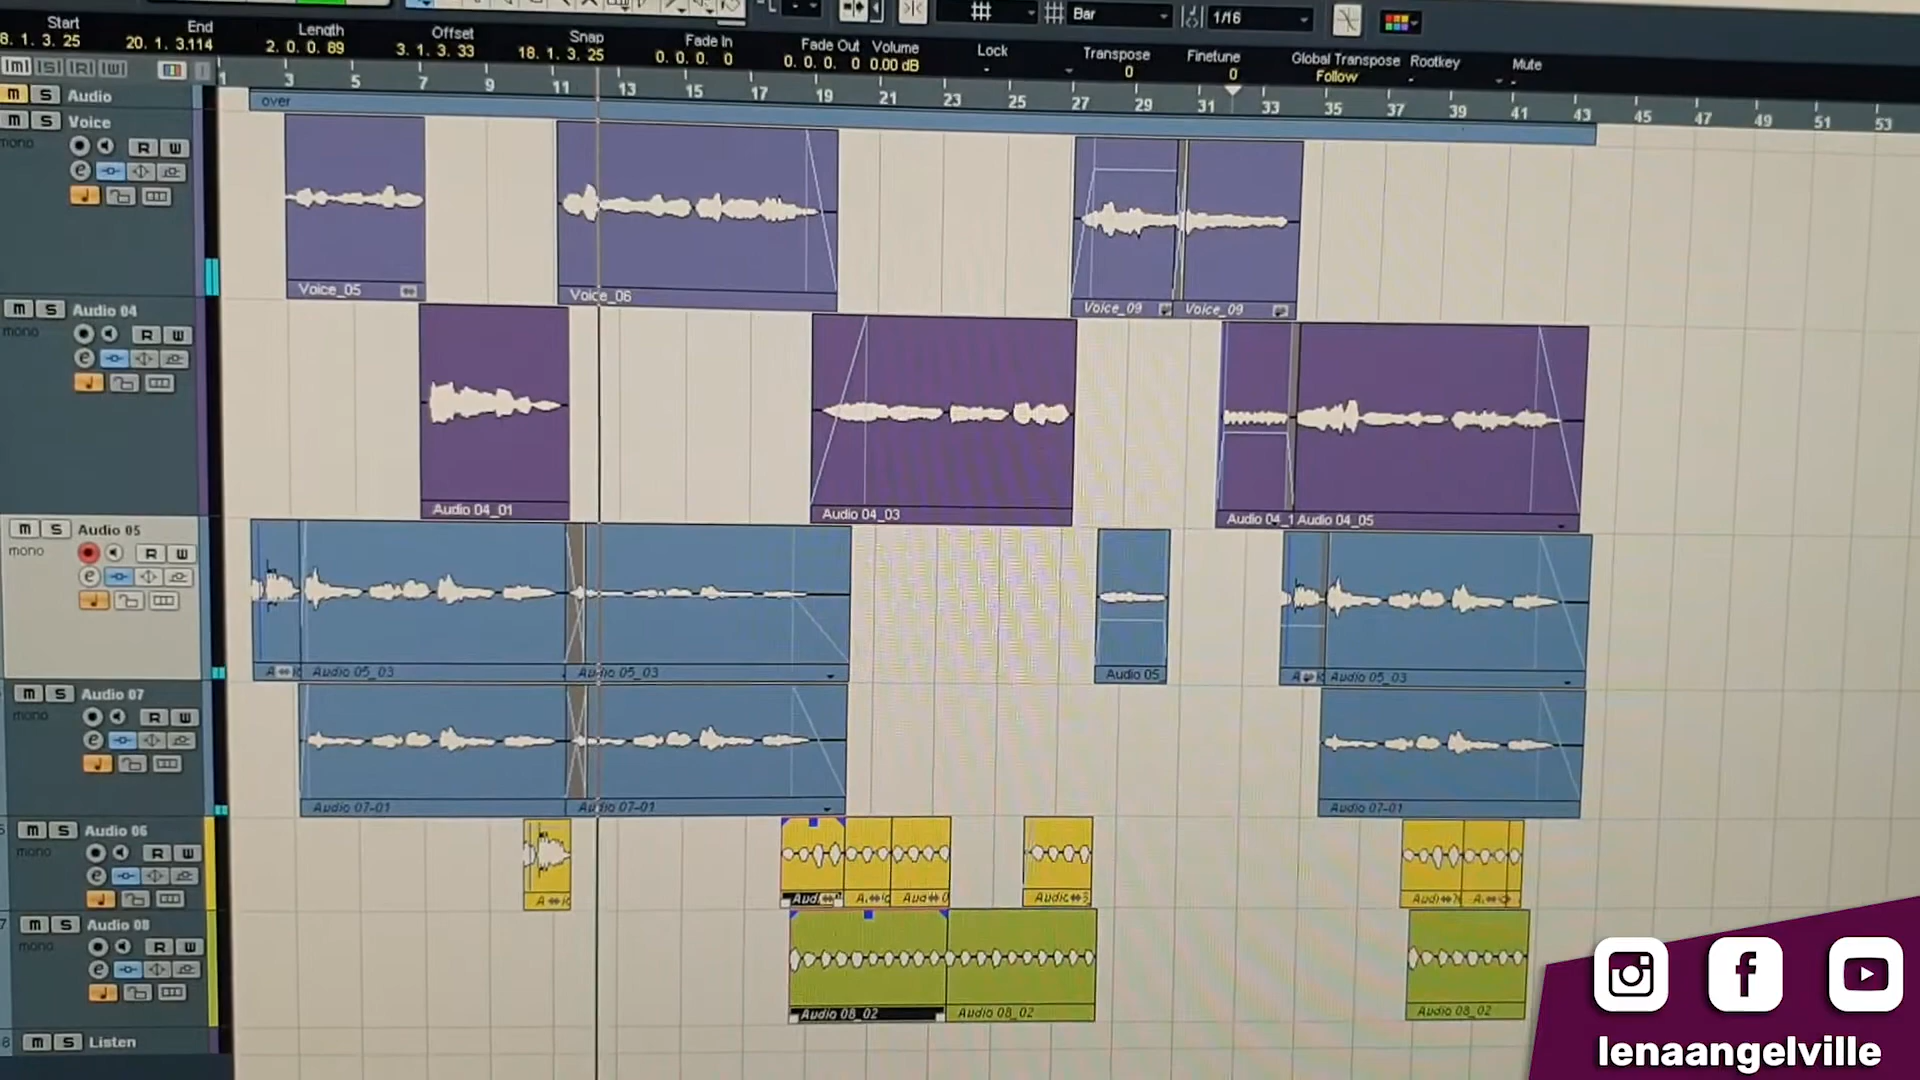 Bar 1/16
Start End Length Offset Snap Fade In Fade Out Volume Lock Transpose Finetune Global Transpose Rootkey Mute
8. 1. 3. 25 20. 1. 3.114 2. 0. 0. 89 3. 1. 3. 33 18. 1. 3. 25 0. 0. 0. 0 0. 0. 0. 0 0.00 dB - 0 0 Follow - -
1 3 5 7 9 11 13 15 17 19 21 23 25 27 29 31 33 35 37 39 41 43 45 47 49 51 53
M S R W
m S Audio
over
m S Voice
mono R W
e
Voice_05 Voice_06 Voice_09 Voice_09
m S Audio 04
mono R W
e
Audio 04_01 Audio 04_03 Audio 04_1 Audio 04_05
m S Audio 05
mono R W
e
Audio 05_03 Audio 05_03 Audio 05 Audio 05_03
m S Audio 07
mono R W
e
Audio 07-01 Audio 07-01 Audio 07-01
m S Audio 06
mono R W
e
m S Audio 08
mono R W
e
Audio 08_02 Audio 08_02 Audio 08_02
8 m S Listen
lenaangelville